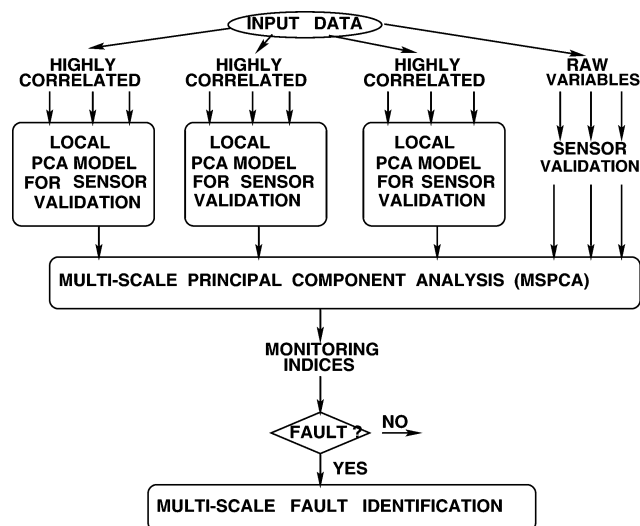 INPUT DATA
HIGHLY
CORRELATED
HIGHLY
CORRELATED
HIGHLY
CORRELATED
RAW
VARIABLES
LOCAL
PCA MODEL
FOR SENSOR
VALIDATION
LOCAL
PCA MODEL
FOR SENSOR
VALIDATION
LOCAL
PCA MODEL
FOR SENSOR
VALIDATION
SENSOR
VALIDATION
MULTI-SCALE PRINCIPAL COMPONENT ANALYSIS (MSPCA)
MONITORING
INDICES
FAULT ?
NO
YES
MULTI-SCALE FAULT IDENTIFICATION